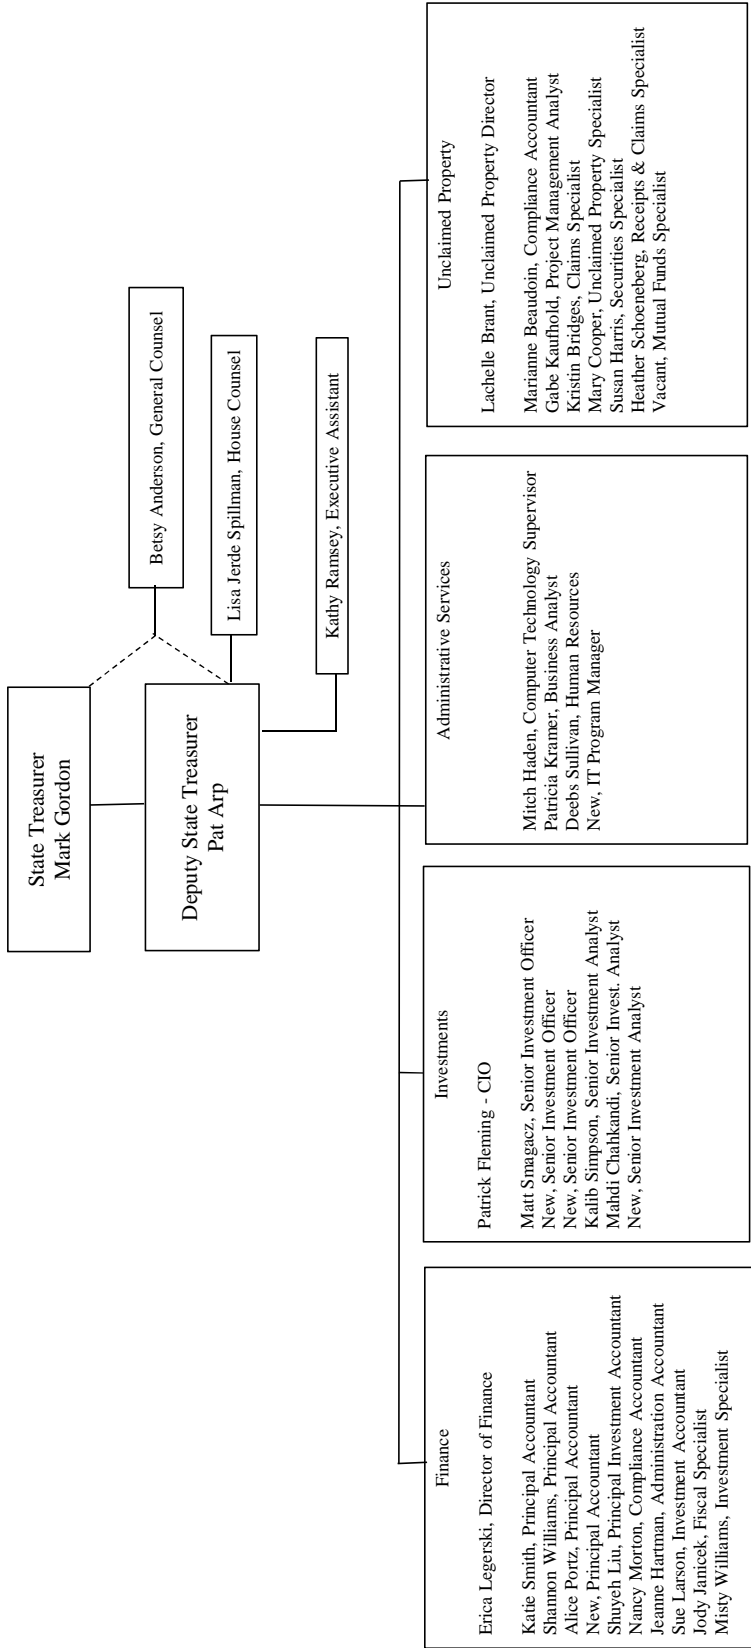 State Treasurer
Mark Gordon
Deputy State Treasurer
Pat Arp
Betsy Anderson, General Counsel
Lisa Jerde Spillman, House Counsel
Kathy Ramsey, Executive Assistant
Finance
Erica Legerski, Director of Finance
Katie Smith, Principal Accountant
Shannon Williams, Principal Accountant
Alice Portz, Principal Accountant
New, Principal Accountant
Shuyeh Liu, Principal Investment Accountant
Nancy Morton, Compliance Accountant
Jeanne Hartman, Administration Accountant
Sue Larson, Investment Accountant
Jody Janicek, Fiscal Specialist
Misty Williams, Investment Specialist
Investments
Patrick Fleming - CIO
Matt Smagacz, Senior Investment Officer
New, Senior Investment Officer
New, Senior Investment Officer
Kalib Simpson, Senior Investment Analyst
Mahdi Chahkandi, Senior Invest. Analyst
New, Senior Investment Analyst
Administrative Services
Mitch Haden, Computer Technology Supervisor
Patricia Kramer, Business Analyst
Deebs Sullivan, Human Resources
New, IT Program Manager
Unclaimed Property
Lachelle Brant, Unclaimed Property Director
Marianne Beaudoin, Compliance Accountant
Gabe Kaufhold, Project Management Analyst
Kristin Bridges, Claims Specialist
Mary Cooper, Unclaimed Property Specialist
Susan Harris, Securities Specialist
Heather Schoeneberg, Receipts & Claims Specialist
Vacant, Mutual Funds Specialist